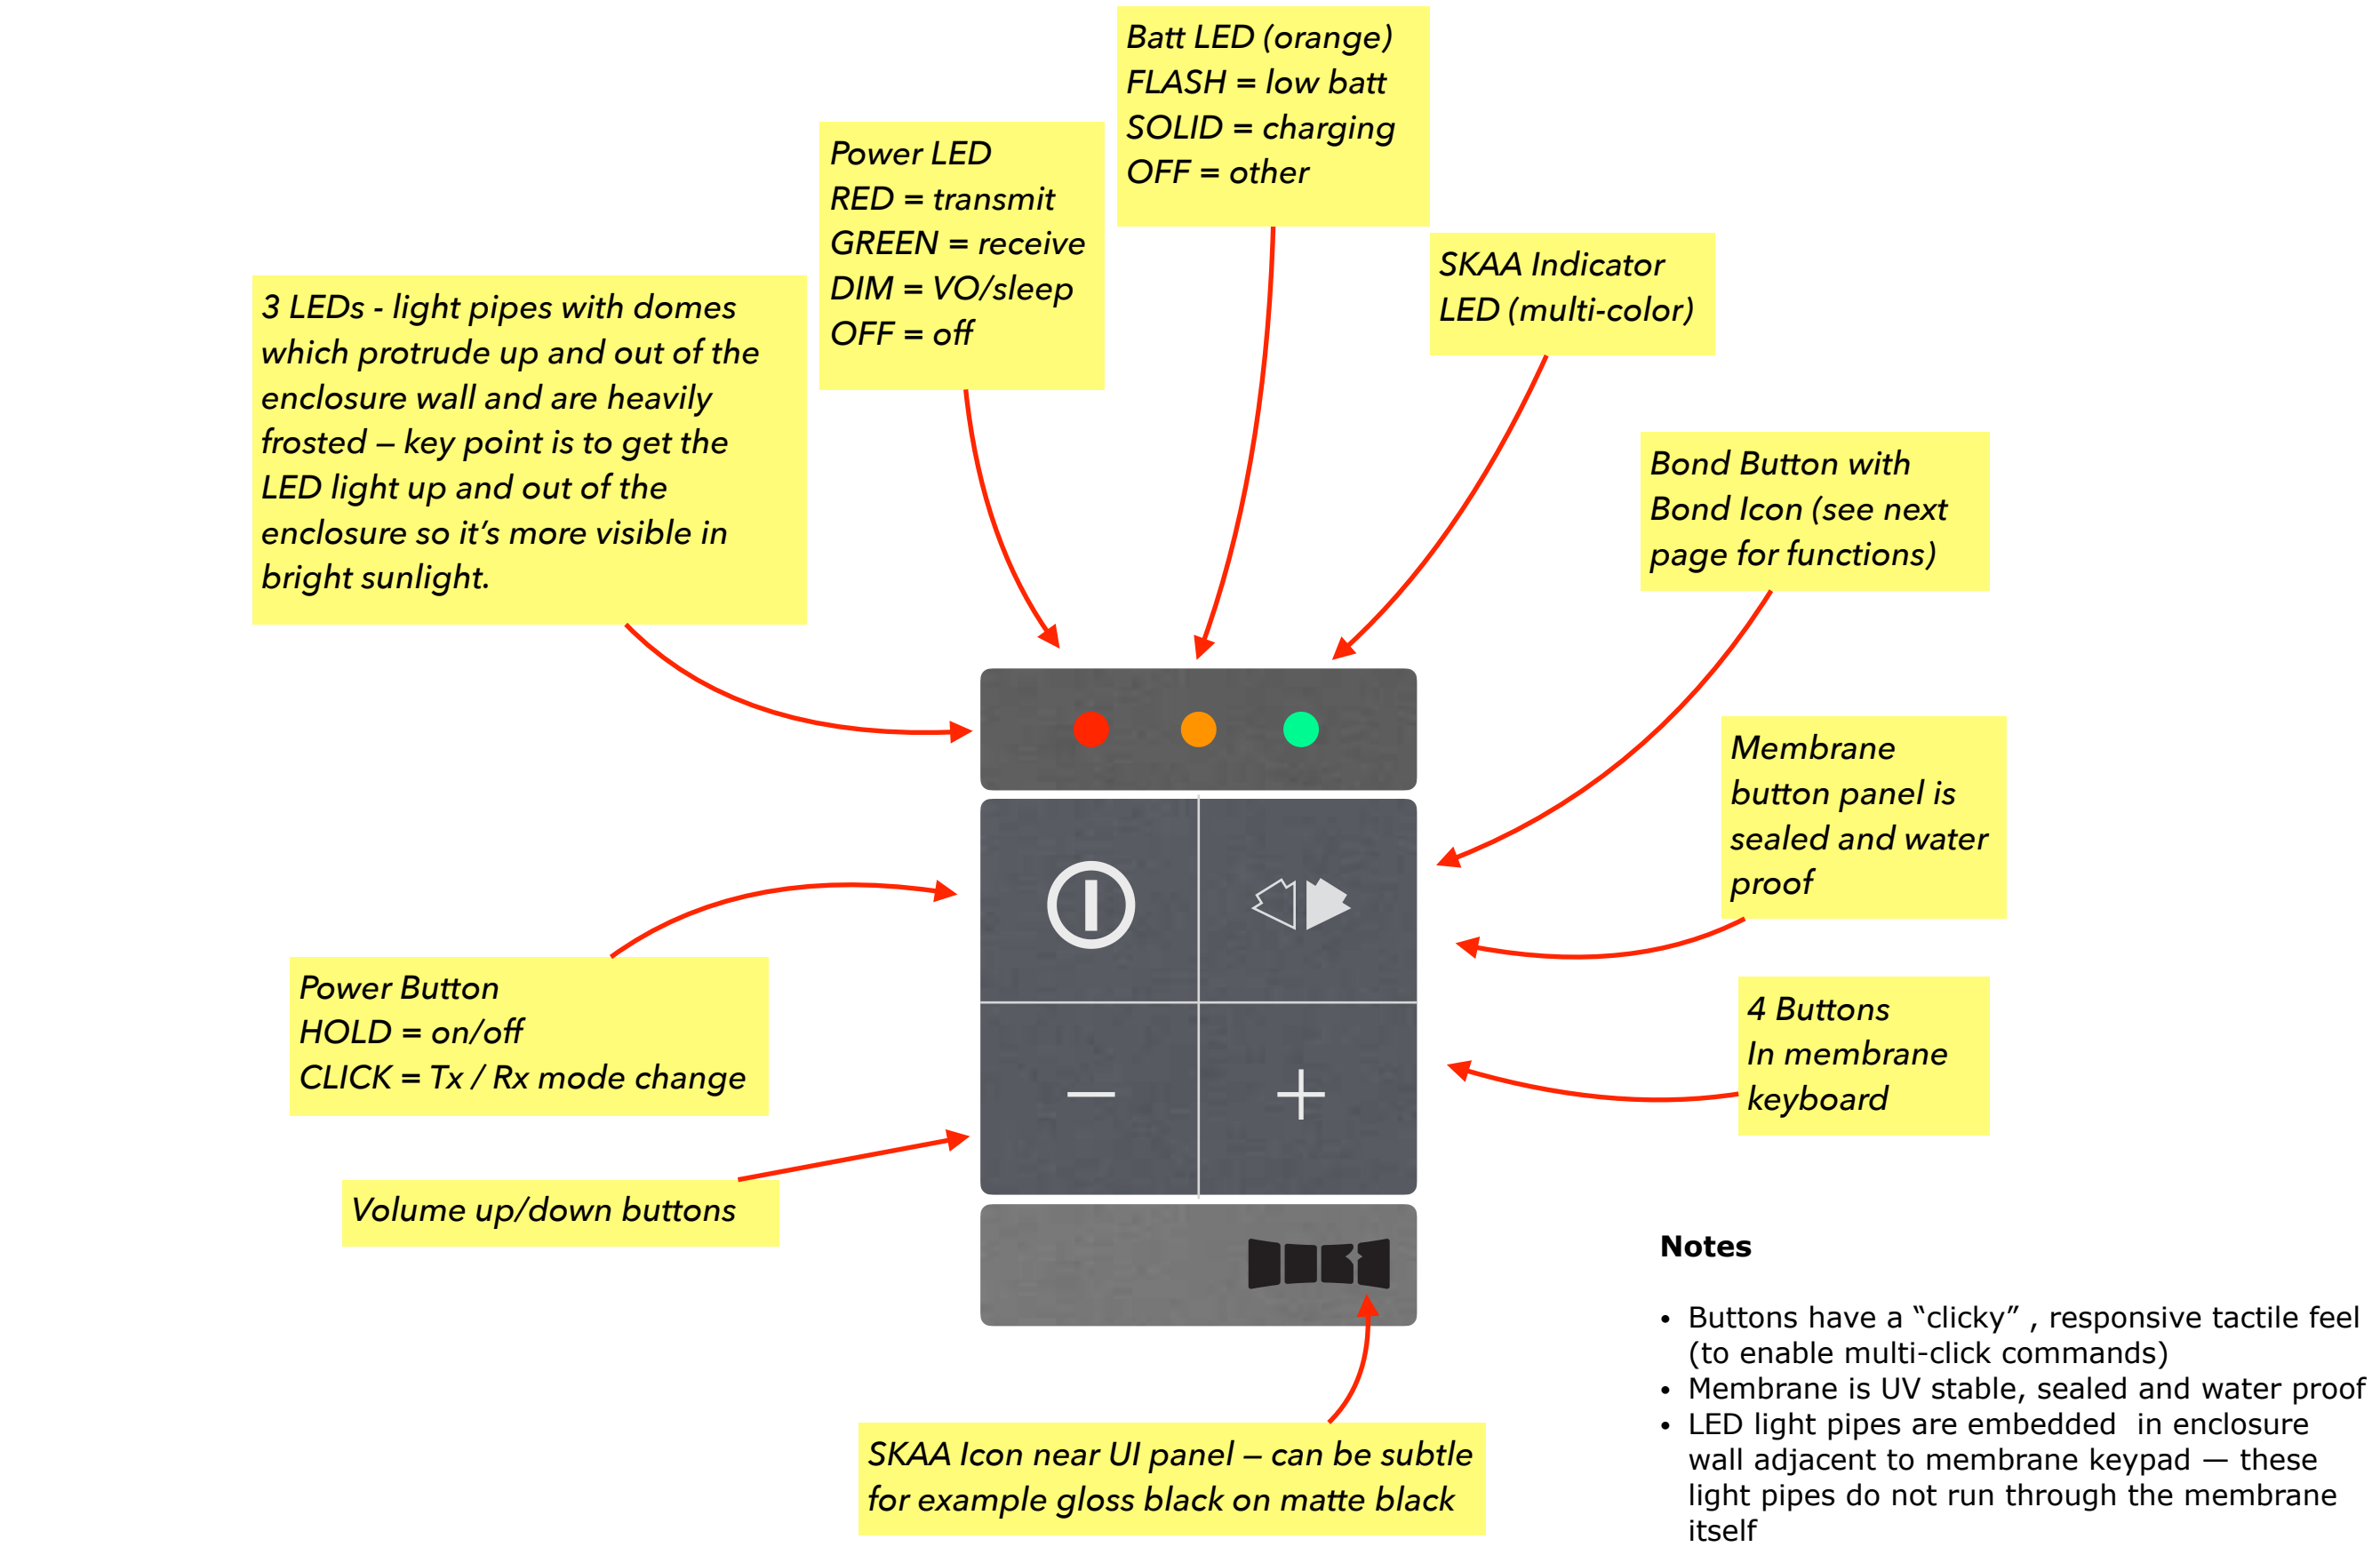 Batt LED (orange)
FLASH = low batt
SOLID = charging
OFF = other
Power LED
RED = transmit
GREEN = receive
DIM = VO/sleep
OFF = off
SKAA Indicator
LED (multi-color)
3 LEDs - light pipes with domes
which protrude up and out of the
enclosure wall and are heavily
frosted – key point is to get the
LED light up and out of the
enclosure so it’s more visible in
bright sunlight.
Bond Button with
Bond Icon (see next
page for functions)
Membrane
button panel is
sealed and water
proof
Power Button
HOLD = on/off
CLICK = Tx / Rx mode change
4 Buttons
In membrane
keyboard
− +
Volume up/down buttons
SKAA Icon near UI panel – can be subtle
for example gloss black on matte black
Notes
• Buttons have a “clicky” , responsive tactile feel
(to enable multi-click commands)
• Membrane is UV stable, sealed and water proof
• LED light pipes are embedded  in enclosure
wall adjacent to membrane keypad — these
light pipes do not run through the membrane
itself